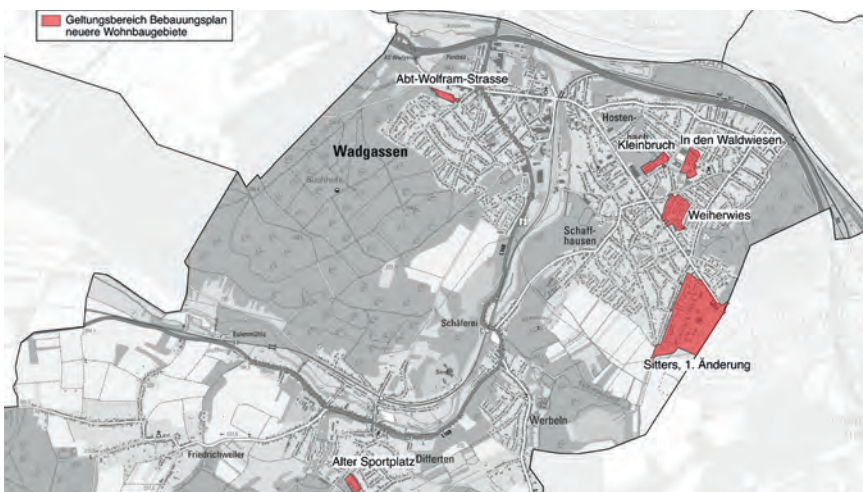 Geltungsbereich Bebauungsplan
neuere Wohnbaugebiete
Abt-Wolfram-Strasse
Hosten-
bach
In den Waldwiesen
Kleinbruch
Wadgassen
Weiherwies
Schaff-
hausen
Schäferei
Sitters, 1. Änderung
Werbeln
Friedrichweiler
Alter Sportplatz
Differten